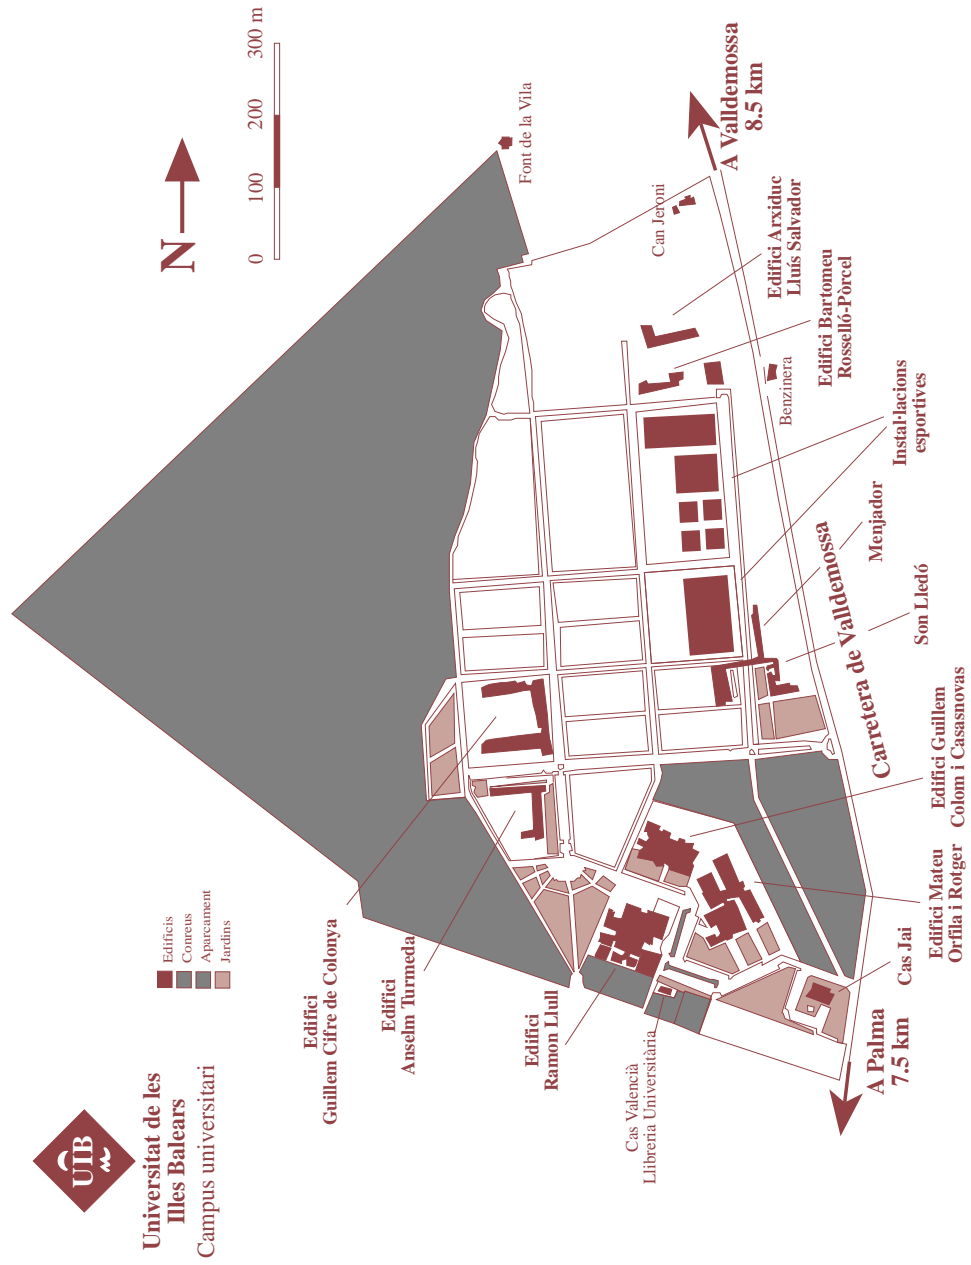 UIB
Universitat de les
Illes Balears
Campus universitari
Edificis
Conreus
Aparcament
Jardins
N
0 100 200 300 m
Edifici
Guillem Cifre de Colonya
Edifici
Anselm Turmeda
Edifici
Ramon Llull
Cas Valencià
Llibreria Universitària
A Palma
7.5 km
Cas Jai
Edifici Mateu
Orfila i Rotger
Edifici Guillem
Colom i Casasnovas
Carretera de Valldemossa
Son Lledó
Menjador
Instal·lacions
esportives
Benzinera
Edifici Bartomeu
Rosselló-Pòrcel
Edifici Arxiduc
Lluís Salvador
Can Jeroni
A Valldemossa
8.5 km
Font de la Vila